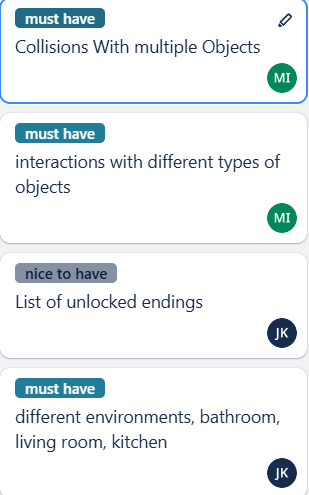 must have
Collisions With multiple Objects
MI
must have
interactions with different types of
objects
MI
nice to have
List of unlocked endings
JK
must have
different environments, bathroom,
living room, kitchen
JK